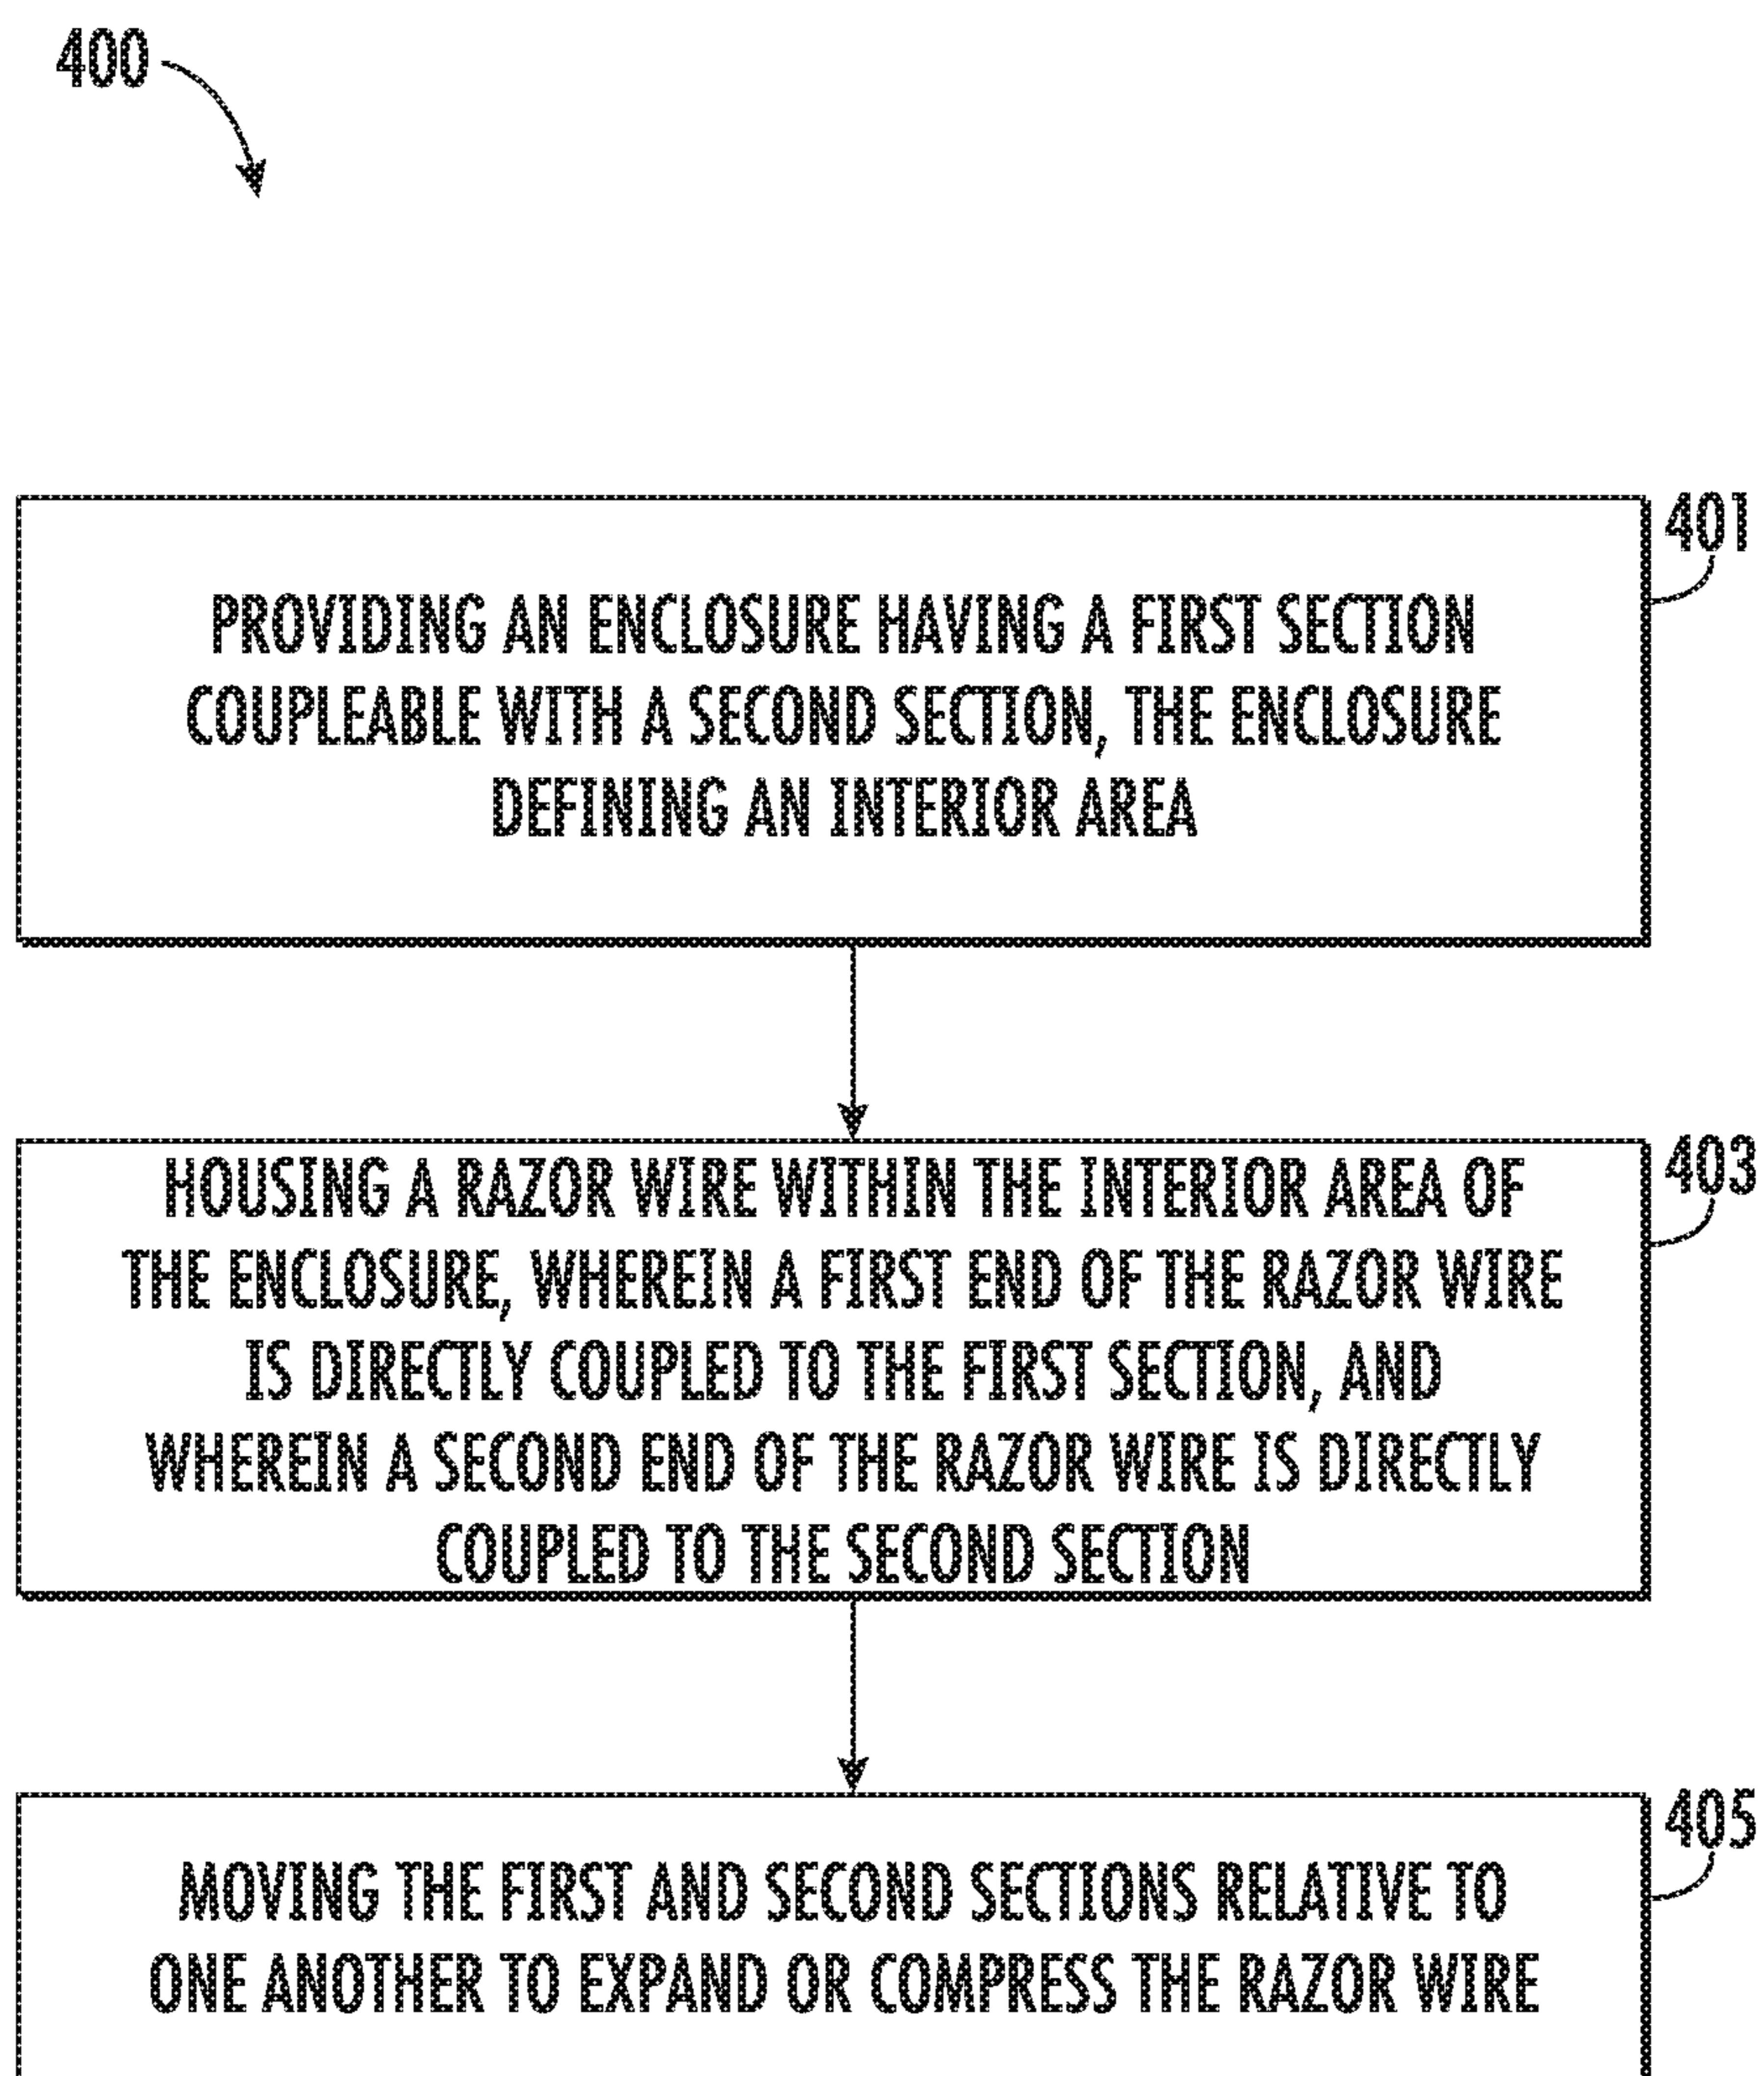 400
401
PROVIDING AN ENCLOSURE HAVING A FIRST SECTION
COUPLEABLE WITH A SECOND SECTION, THE ENCLOSURE
DEFINING AN INTERIOR AREA
403
HOUSING A RAZOR WIRE WITHIN THE INTERIOR AREA OF
THE ENCLOSURE, WHEREIN A FIRST END OF THE RAZOR WIRE
IS DIRECTLY COUPLED TO THE FIRST SECTION, AND
WHEREIN A SECOND END OF THE RAZOR WIRE IS DIRECTLY
COUPLED TO THE SECOND SECTION
405
MOVING THE FIRST AND SECOND SECTIONS RELATIVE TO
ONE ANOTHER TO EXPAND OR COMPRESS THE RAZOR WIRE